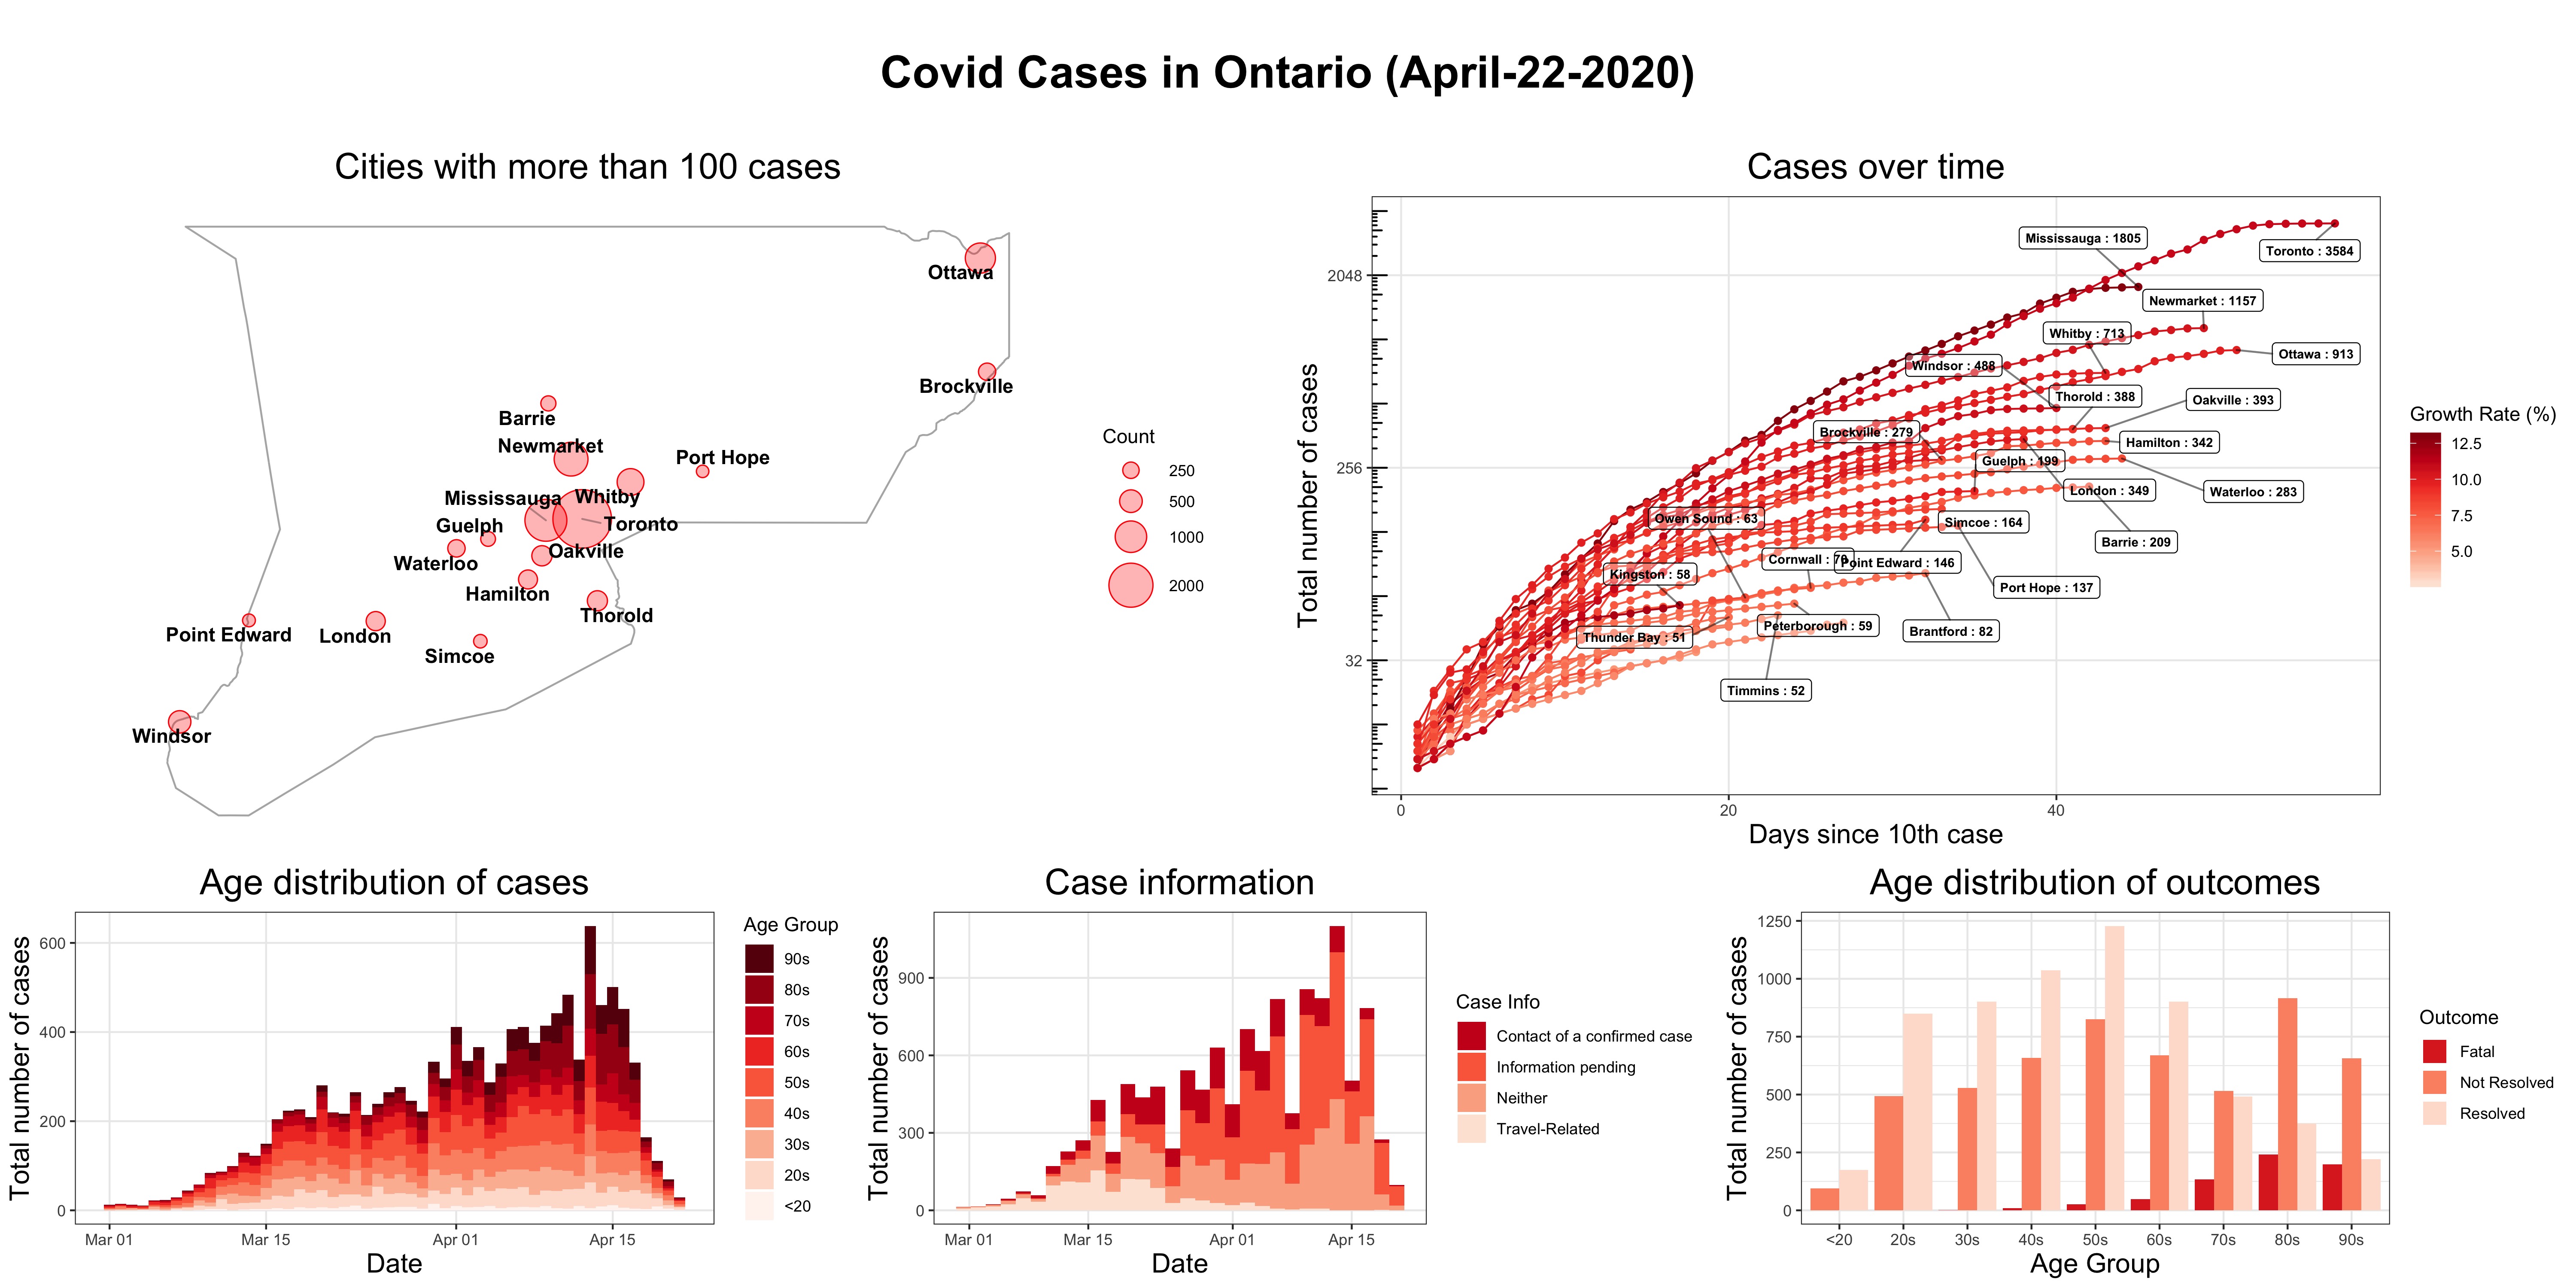 Covid Cases in Ontario (April-22-2020)
Cities with more than 100 cases
Ottawa
Brockville
Barrie
Newmarket
Port Hope
Mississauga
Whitby
Guelph
Toronto
Oakville
Waterloo
Hamilton
Thorold
Point Edward
London
Simcoe
Windsor
Count
250
500
1000
2000
Cases over time
Total number of cases
2048
256
32
Mississauga : 1805
Toronto : 3584
Newmarket : 1157
Whitby : 713
Ottawa : 913
Windsor : 488
Thorold : 388
Oakville : 393
Brockville : 279
Hamilton : 342
Guelph : 199
London : 349
Waterloo : 283
Owen Sound : 63
Simcoe : 164
Barrie : 209
Cornwall :
Point Edward : 146
Kingston : 58
Port Hope : 137
Peterborough : 59
Brantford : 82
Thunder Bay : 51
Timmins : 52
0
20
40
Days since 10th case
Growth Rate (%)
12.5
10.0
7.5
5.0
Age distribution of cases
Total number of cases
600
400
200
0
Mar 01
Mar 15
Apr 01
Apr 15
Date
Age Group
90s
80s
70s
60s
50s
40s
30s
20s
<20
Case information
Total number of cases
900
600
300
0
Mar 01
Mar 15
Apr 01
Apr 15
Date
Case Info
Contact of a confirmed case
Information pending
Neither
Travel-Related
Age distribution of outcomes
Total number of cases
1250
1000
750
500
250
0
<20
20s
30s
40s
50s
60s
70s
80s
90s
Age Group
Outcome
Fatal
Not Resolved
Resolved